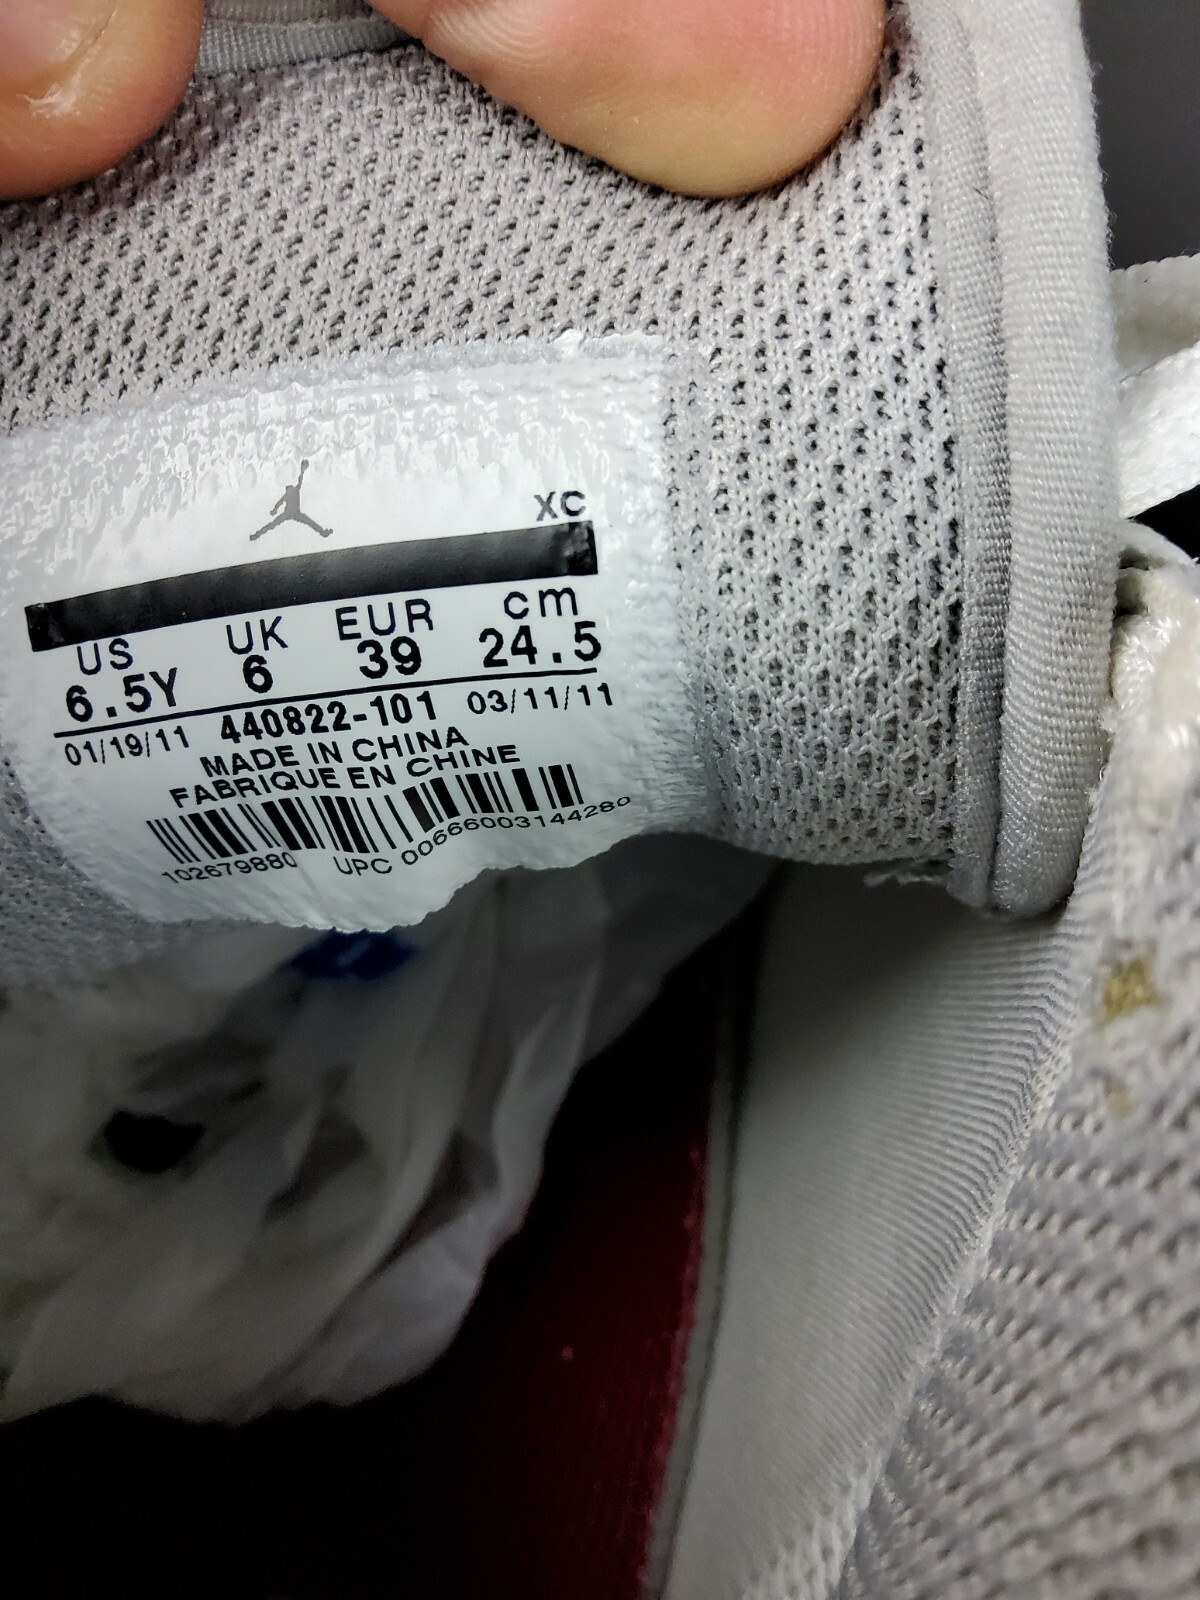 XC
US UK EUR cm
6.5Y 6 39 24.5
01/19/11 440822-101 03/11/11
MADE IN CHINA
FABRIQUE EN CHINE
102679880 UPC 00666003144280